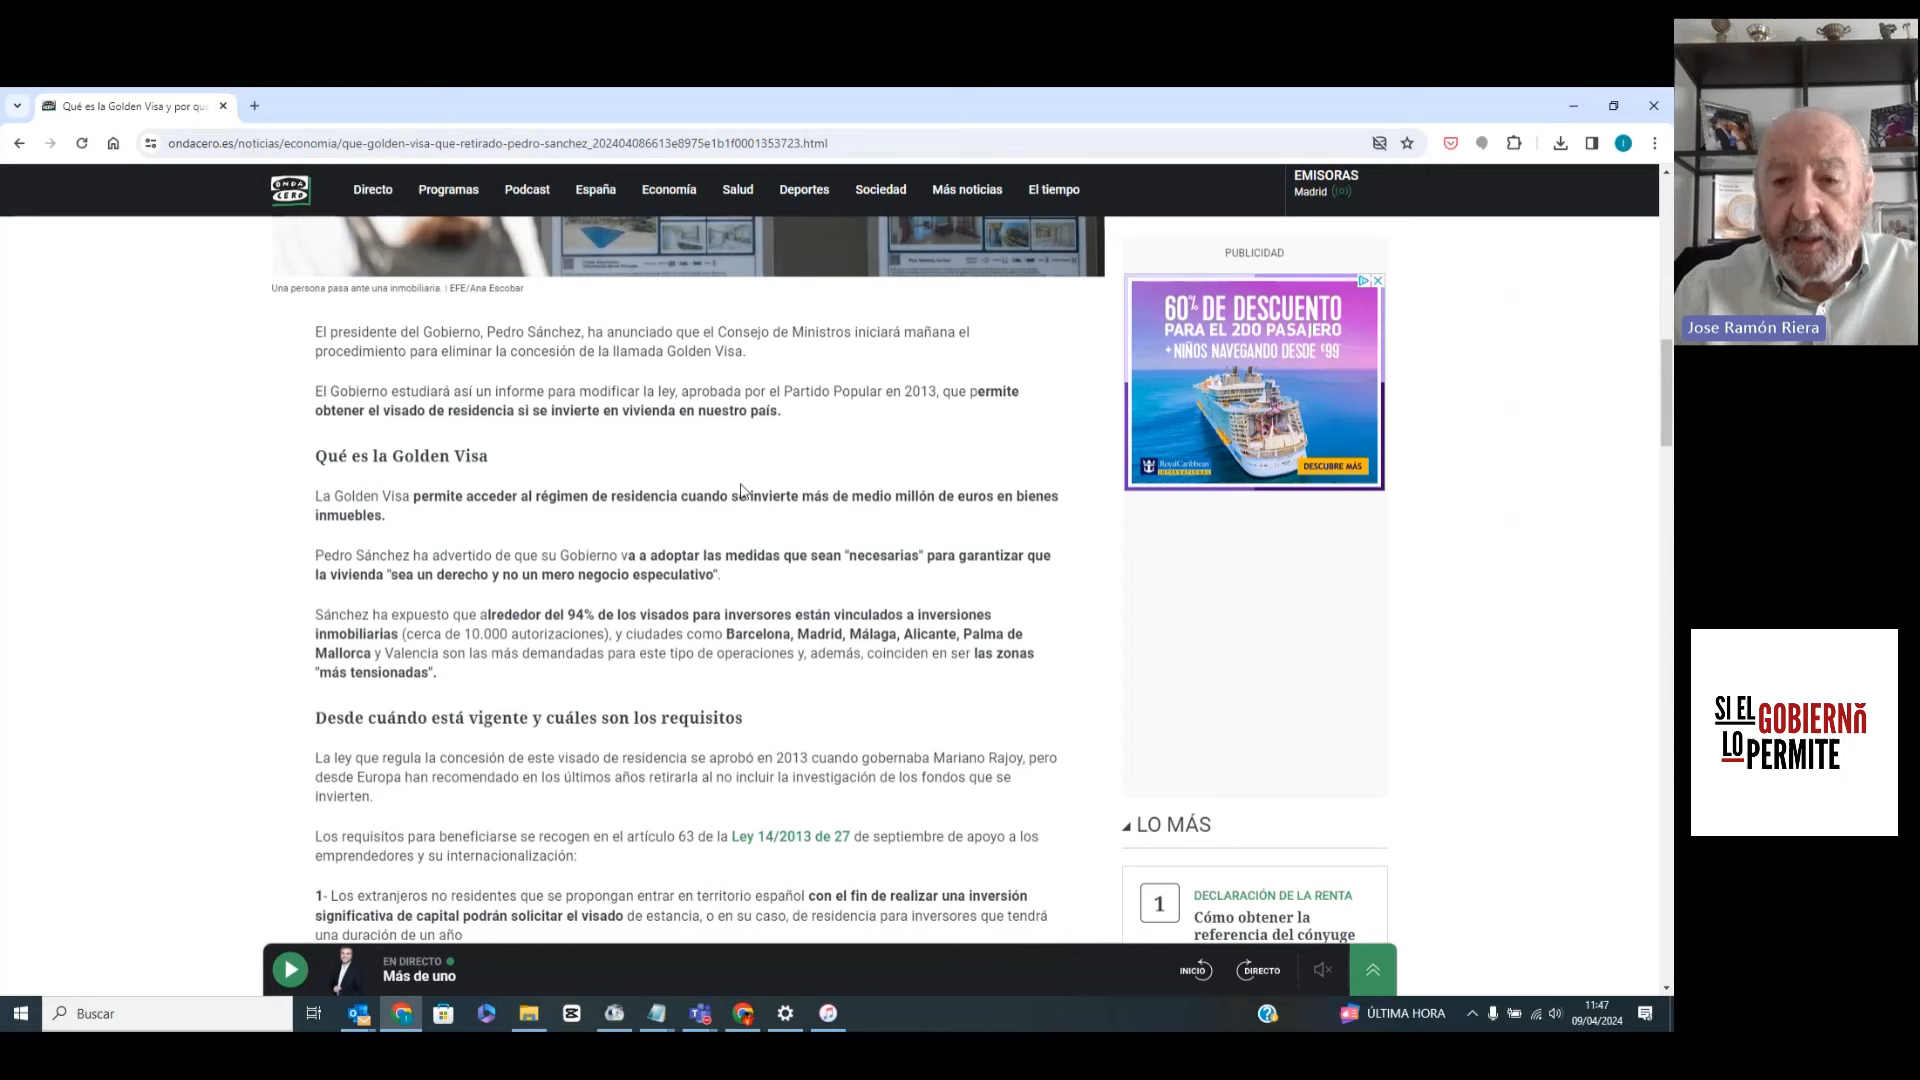 Qué es la Golden Visa y por qu
ondacero.es/noticias/economia/que-golden-visa-que-retirado-pedro-sanchez_202404086613e8975e1b1f0001353723.html
ONDA
CERO
Directo
Programas
Podcast
España
Economía
Salud
Deportes
Sociedad
Más noticias
El tiempo
EMISORAS
Madrid
Una persona pasa ante una inmobiliaria. | EFE/Ana Escobar
El presidente del Gobierno, Pedro Sánchez, ha anunciado que el Consejo de Ministros iniciará mañana el
procedimiento para eliminar la concesión de la llamada Golden Visa.
El Gobierno estudiará así un informe para modificar la ley, aprobada por el Partido Popular en 2013, que permite
obtener el visado de residencia si se invierte en vivienda en nuestro país.
Qué es la Golden Visa
La Golden Visa permite acceder al régimen de residencia cuando se invierte más de medio millón de euros en bienes
inmuebles.
Pedro Sánchez ha advertido de que su Gobierno va a adoptar las medidas que sean "necesarias" para garantizar que
la vivienda "sea un derecho y no un mero negocio especulativo".
Sánchez ha expuesto que alrededor del 94% de los visados para inversores están vinculados a inversiones
inmobiliarias (cerca de 10.000 autorizaciones), y ciudades como Barcelona, Madrid, Málaga, Alicante, Palma de
Mallorca y Valencia son las más demandadas para este tipo de operaciones y, además, coinciden en ser las zonas
"más tensionadas".
Desde cuándo está vigente y cuáles son los requisitos
La ley que regula la concesión de este visado de residencia se aprobó en 2013 cuando gobernaba Mariano Rajoy, pero
desde Europa han recomendado en los últimos años retirarla al no incluir la investigación de los fondos que se
invierten.
Los requisitos para beneficiarse se recogen en el artículo 63 de la Ley 14/2013 de 27 de septiembre de apoyo a los
emprendedores y su internacionalización:
1- Los extranjeros no residentes que se propongan entrar en territorio español con el fin de realizar una inversión
significativa de capital podrán solicitar el visado de estancia, o en su caso, de residencia para inversores que tendrá
una duración de un año
PUBLICIDAD
60% DE DESCUENTO
PARA EL 2DO PASAJERO
+ NIÑOS NAVEGANDO DESDE €99
RoyalCaribbean
INTERNATIONAL
DESCUBRE MÁS
LO MÁS
1
DECLARACIÓN DE LA RENTA
Cómo obtener la
referencia del cónyuge
EN DIRECTO
Más de uno
INICIO
DIRECTO
Buscar
ÚLTIMA HORA
11:47
09/04/2024
Jose Ramón Riera
SI EL GOBIERNO
LO PERMITE